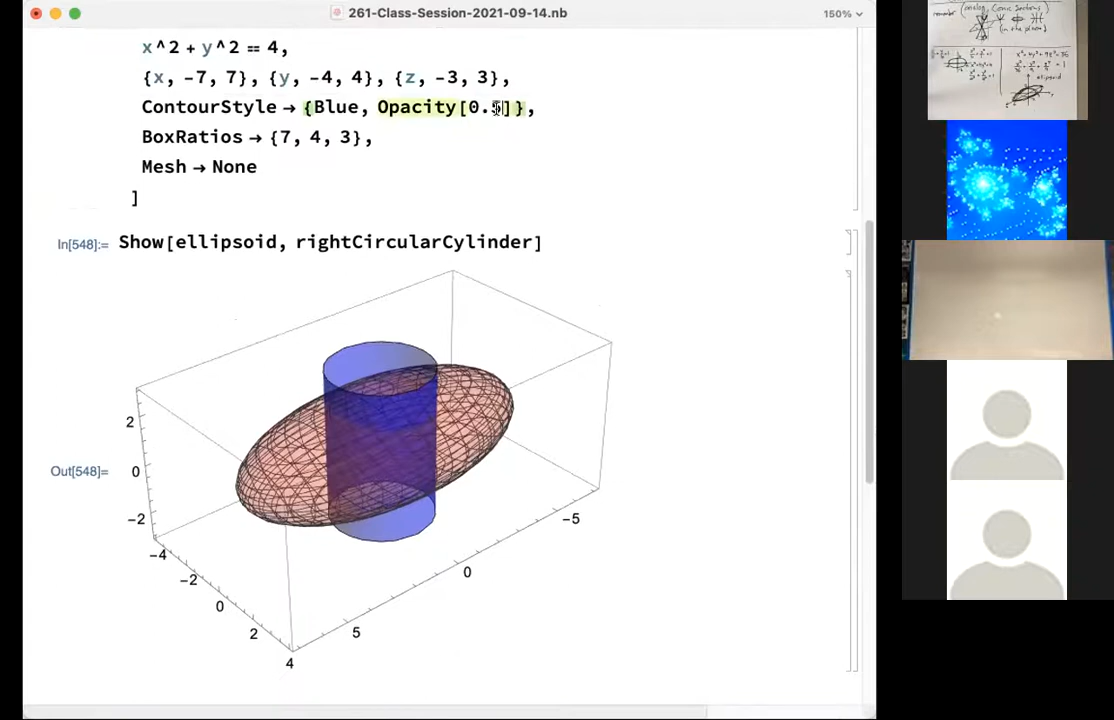 261-Class-Session-2021-09-14.nb
150%
x^2 + y^2 == 4,
{x, -7, 7}, {y, -4, 4}, {z, -3, 3},
ContourStyle → {Blue, Opacity[0.5]},
BoxRatios → {7, 4, 3},
Mesh → None
]
In[548]:= Show[ellipsoid, rightCircularCylinder]
Out[548]=
2
0
-2
-4
-2
0
2
4
5
0
-5
ellipsoid